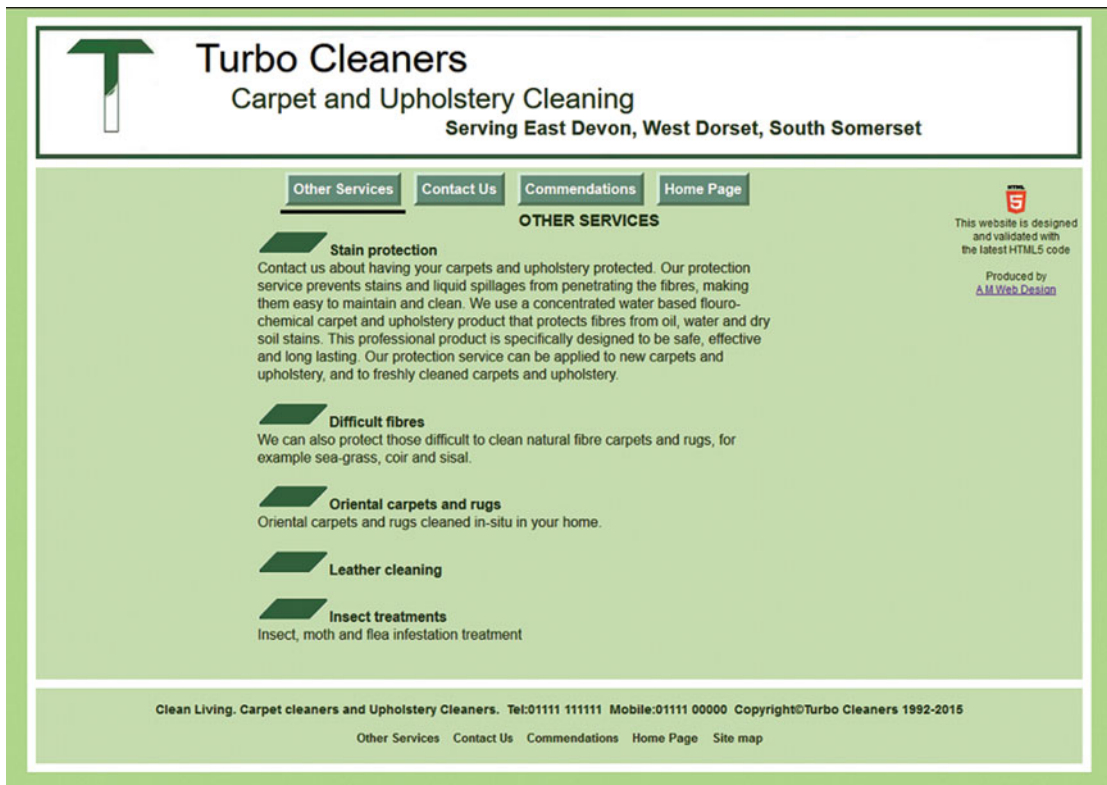 Turbo Cleaners
Carpet and Upholstery Cleaning
Serving East Devon, West Dorset, South Somerset
Other Services Contact Us Commendations Home Page
OTHER SERVICES
HTML
5
This website is designed
and validated with
the latest HTML5 code
Produced by
A M Web Design
Stain protection
Contact us about having your carpets and upholstery protected. Our protection
service prevents stains and liquid spillages from penetrating the fibres, making
them easy to maintain and clean. We use a concentrated water based flouro-
chemical carpet and upholstery product that protects fibres from oil, water and dry
soil stains. This professional product is specifically designed to be safe, effective
and long lasting. Our protection service can be applied to new carpets and
upholstery, and to freshly cleaned carpets and upholstery.
Difficult fibres
We can also protect those difficult to clean natural fibre carpets and rugs, for
example sea-grass, coir and sisal.
Oriental carpets and rugs
Oriental carpets and rugs cleaned in-situ in your home.
Leather cleaning
Insect treatments
Insect, moth and flea infestation treatment
Clean Living. Carpet cleaners and Upholstery Cleaners. Tel:01111 111111 Mobile:01111 00000 Copyright©Turbo Cleaners 1992-2015
Other Services Contact Us Commendations Home Page Site map